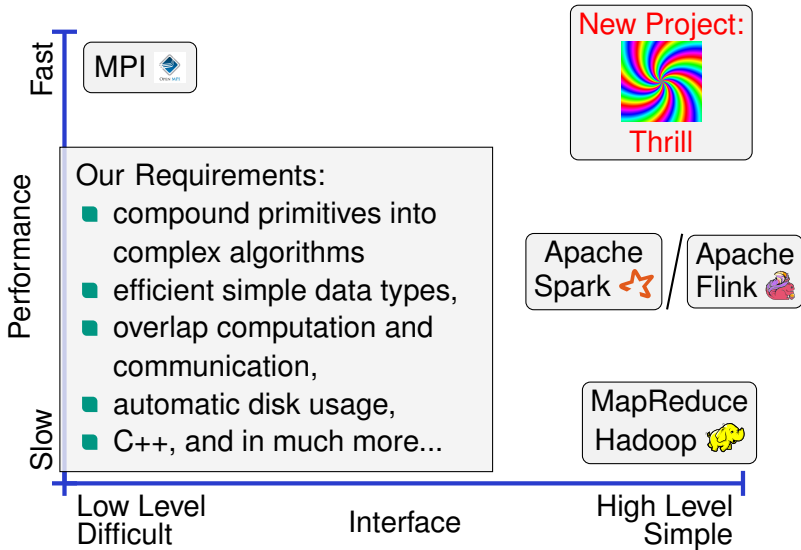 New Project:
Thrill
Fast
MPI
Open MPI
Performance
Our Requirements:
compound primitives into
complex algorithms
efficient simple data types,
overlap computation and
communication,
automatic disk usage,
C++, and in much more...
Apache
Spark
/
Apache
Flink
MapReduce
Hadoop
Slow
Low Level
Difficult
Interface
High Level
Simple